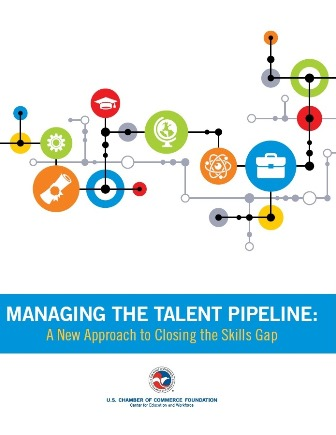 MANAGING THE TALENT PIPELINE:
A New Approach to Closing the Skills Gap
U.S. CHAMBER OF COMMERCE FOUNDATION
Center for Education and Workforce